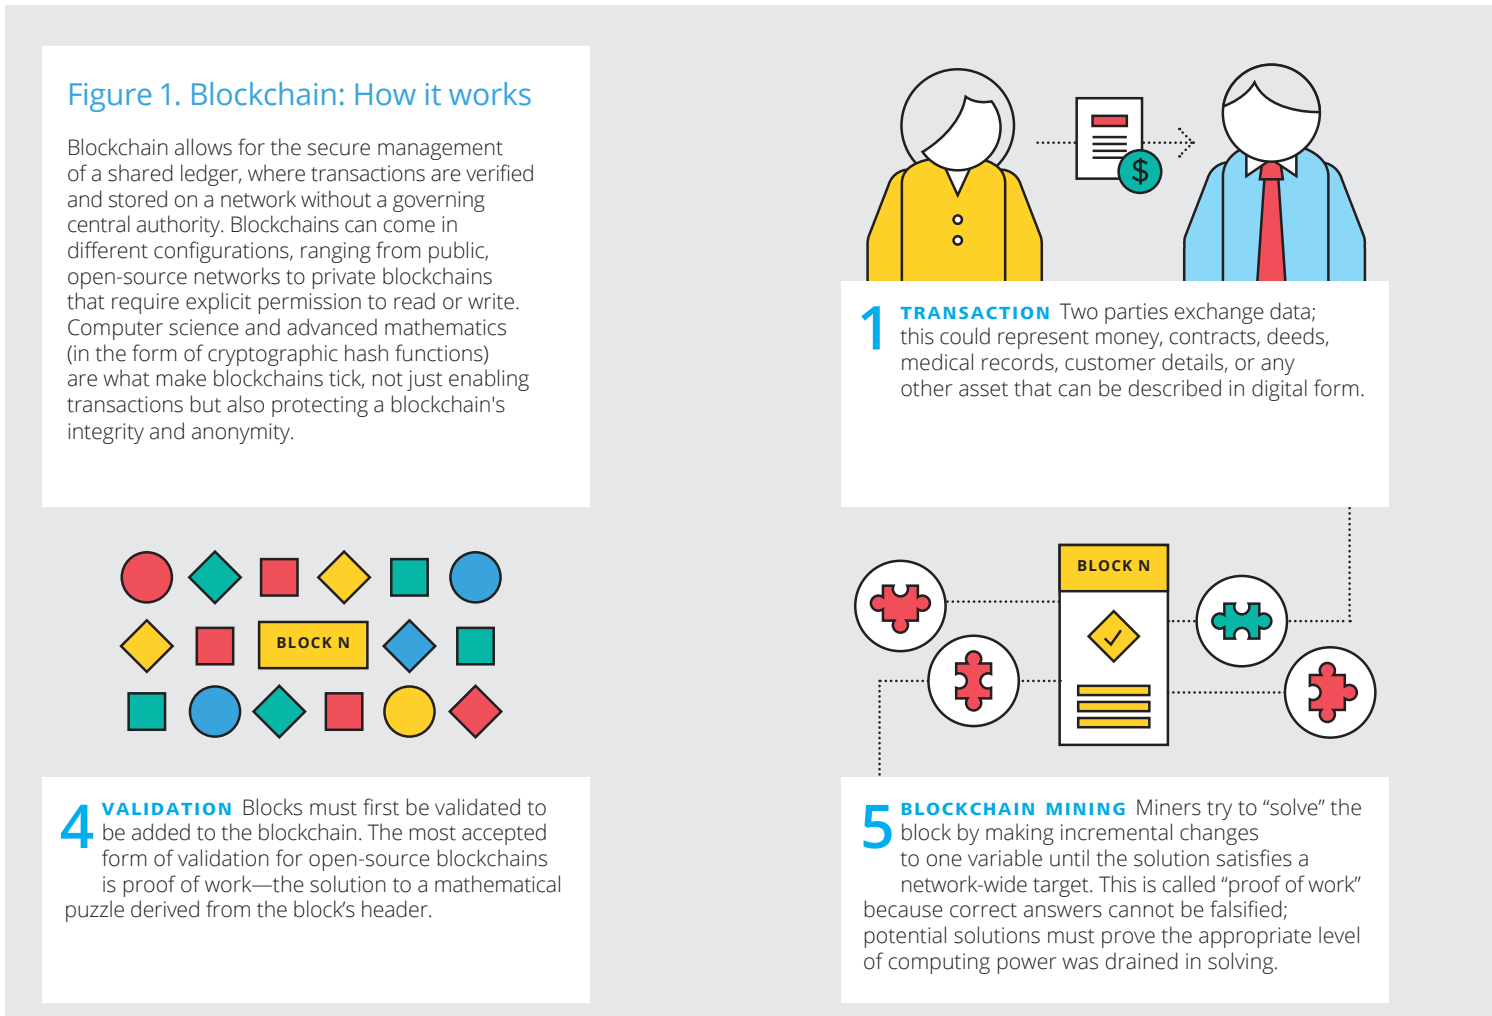 Figure 1. Blockchain: How it works
Blockchain allows for the secure management
of a shared ledger, where transactions are verified
and stored on a network without a governing
central authority. Blockchains can come in
different configurations, ranging from public,
open-source networks to private blockchains
that require explicit permission to read or write.
Computer science and advanced mathematics
(in the form of cryptographic hash functions)
are what make blockchains tick, not just enabling
transactions but also protecting a blockchain's
integrity and anonymity.
$
1 TRANSACTION Two parties exchange data;
this could represent money, contracts, deeds,
medical records, customer details, or any
other asset that can be described in digital form.
BLOCK N
4 VALIDATION Blocks must first be validated to
be added to the blockchain. The most accepted
form of validation for open-source blockchains
is proof of work—the solution to a mathematical
puzzle derived from the block’s header.
BLOCK N
5 BLOCKCHAIN MINING Miners try to “solve” the
block by making incremental changes
to one variable until the solution satisfies a
network-wide target. This is called “proof of work”
because correct answers cannot be falsified;
potential solutions must prove the appropriate level
of computing power was drained in solving.